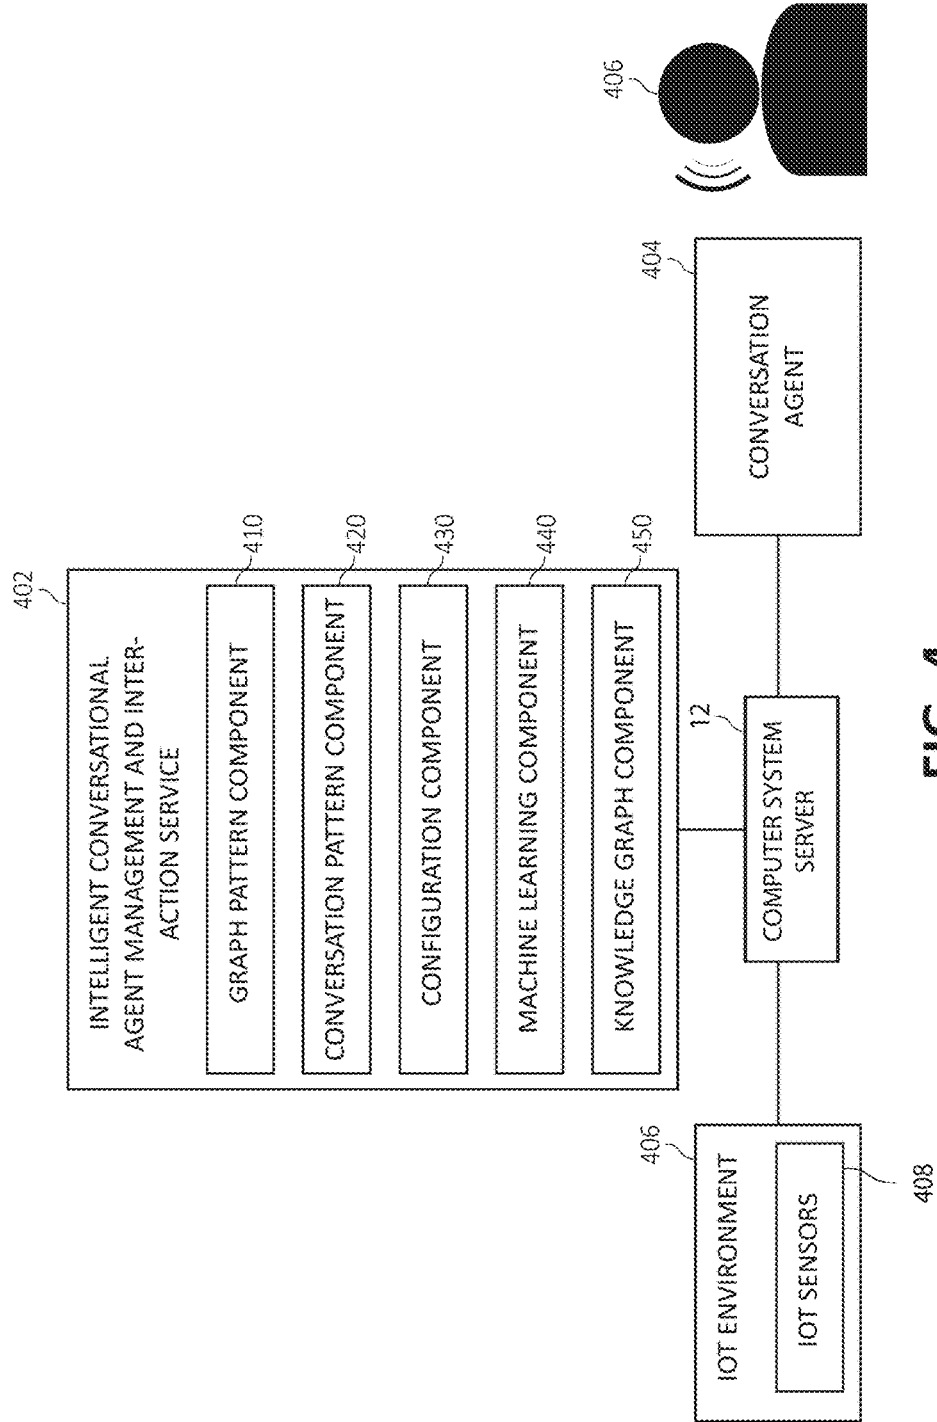 402
INTELLIGENT CONVERSATIONAL
AGENT MANAGEMENT AND INTER-
ACTION SERVICE
GRAPH PATTERN COMPONENT
410
CONVERSATION PATTERN COMPONENT
420
CONFIGURATION COMPONENT
430
MACHINE LEARNING COMPONENT
440
KNOWLEDGE GRAPH COMPONENT
450
406
IOT ENVIRONMENT
IOT SENSORS
408
12
COMPUTER SYSTEM
SERVER
404
CONVERSATION
AGENT
406
FIG. 4